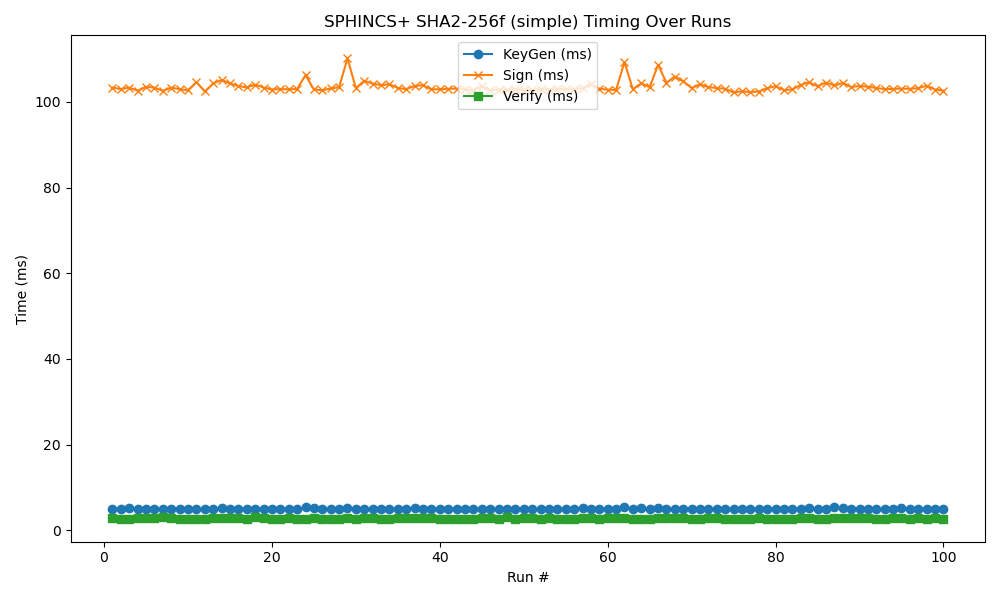 SPHINCS+ SHA2-256f (simple) Timing Over Runs
KeyGen (ms)
Sign (ms)
Verify (ms)
Time (ms)
100
80
60
40
20
0
0 20 40 60 80 100
Run #